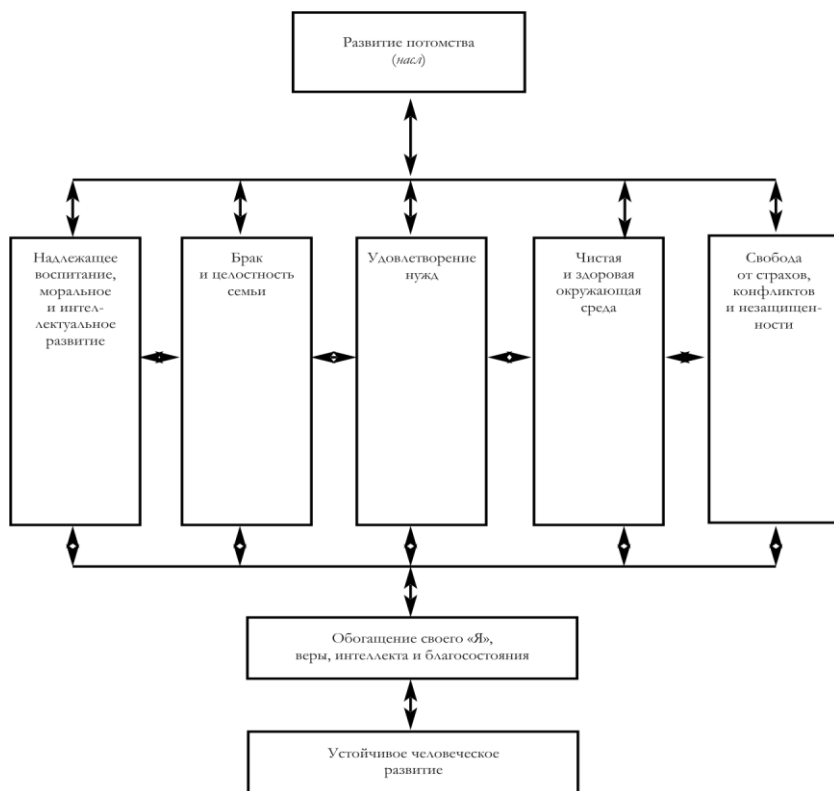 Развитие потомства
(насл)
Надлежащее
воспитание,
моральное
и интел-
лектуальное
развитие
Брак
и целостность
семьи
Удовлетворение
нужд
Чистая
и здоровая
окружающая
среда
Свобода
от страхов,
конфликтов
и незащищен-
ности
Обогащение своего «Я»,
веры, интеллекта и благосостояния
Устойчивое человеческое
развитие